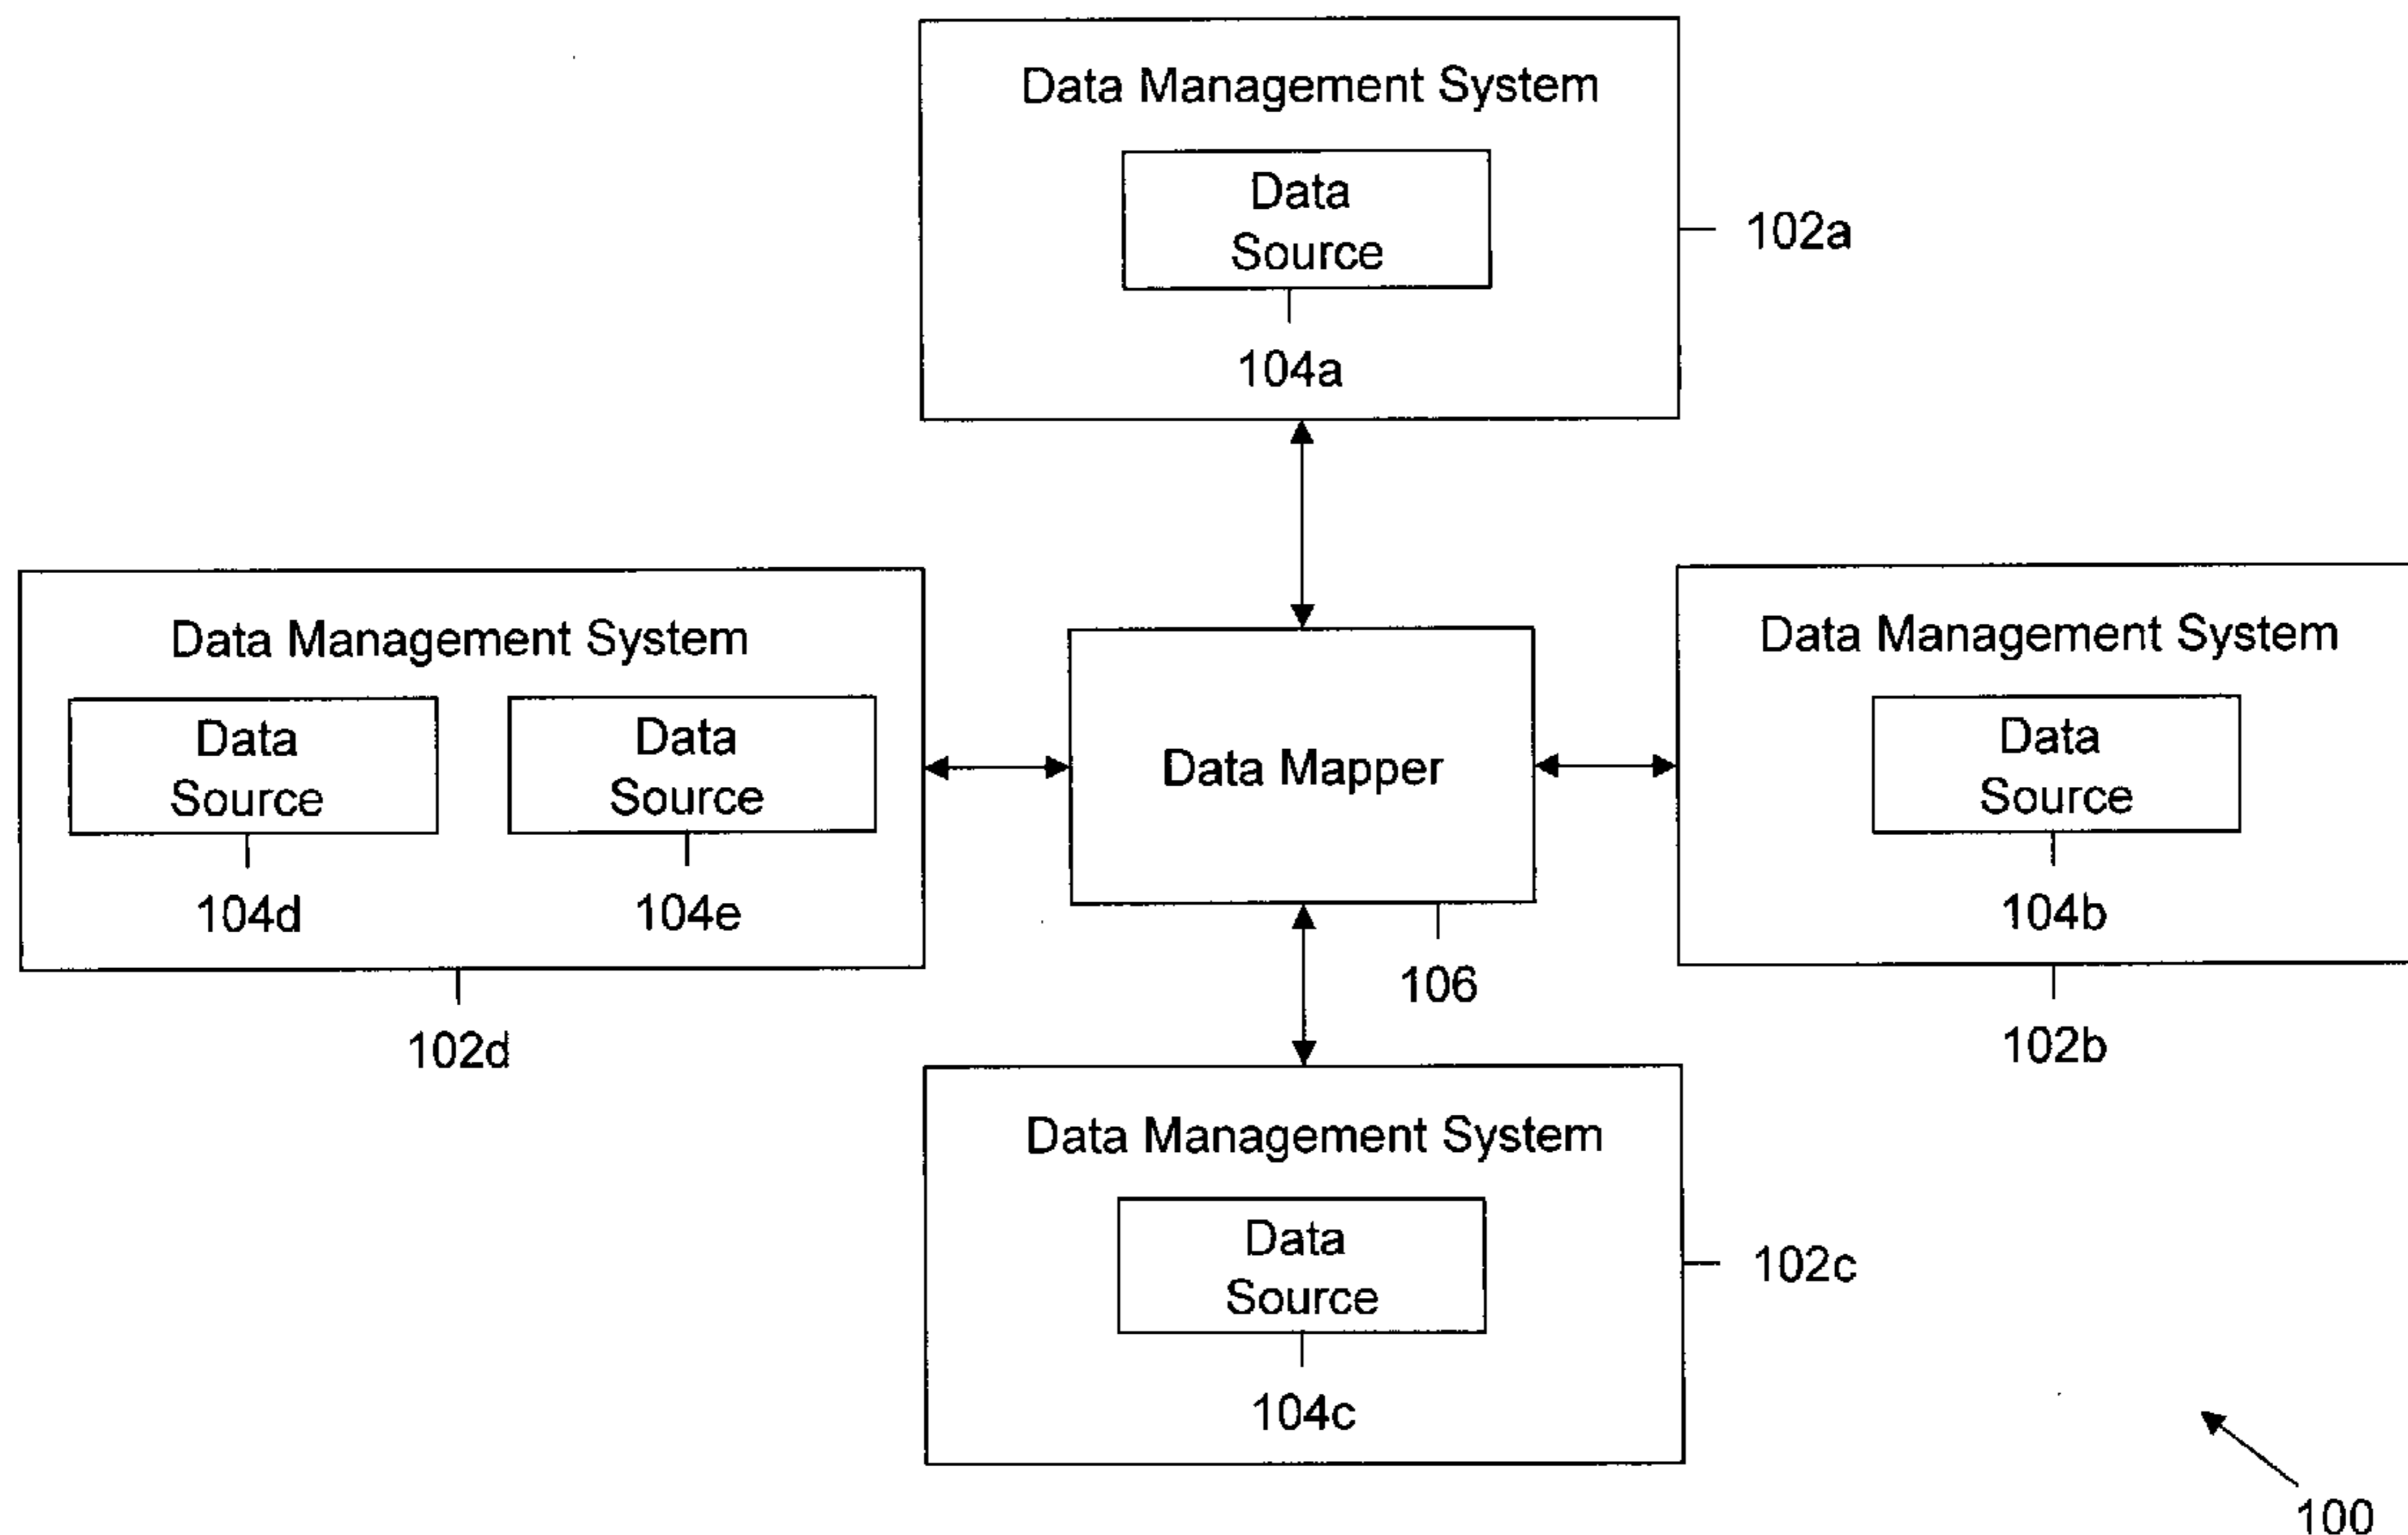 Data Management System
Data
Source
102a
104a
Data Management System
Data
Source
Data
Source
104d
104e
102d
Data Mapper
106
Data Management System
Data
Source
104b
102b
Data Management System
Data
Source
102c
104c
100